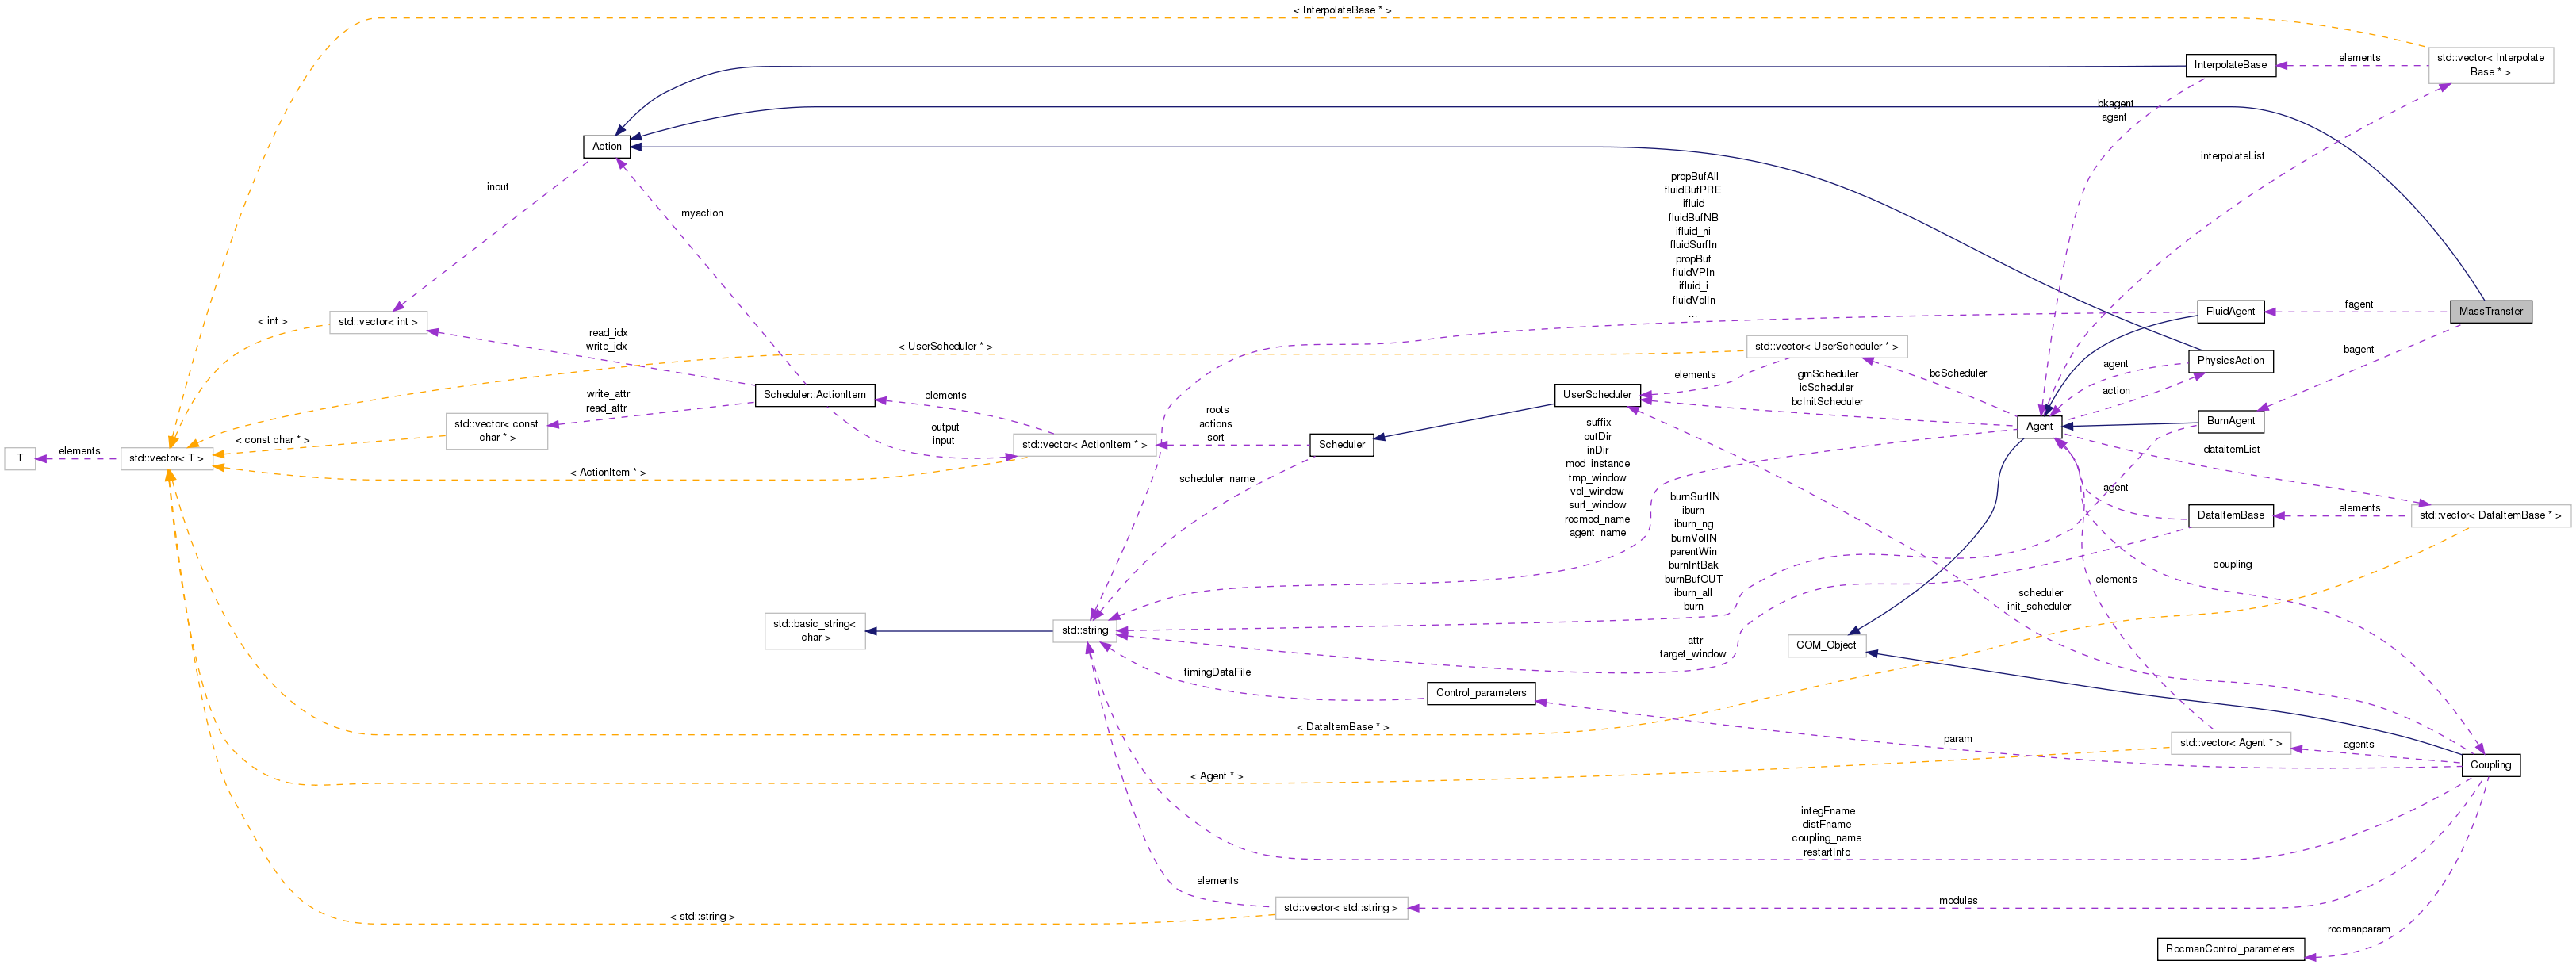 < InterpolateBase * >
std::vector< Interpolate
Base * >
elements
InterpolateBase
bkagent
agent
Action
interpolateList
inout
myaction
propBufAll
fluidBufPRE
ifluid
fluidBufNB
ifluid_ni
fluidSurfIn
propBuf
fluidVPIn
ifluid_i
fluidVolIn
...
FluidAgent
fagent
MassTransfer
std::vector< int >
< int >
read_idx
write_idx
< UserScheduler * >
std::vector< UserScheduler * >
bagent
PhysicsAction
agent
action
elements
gmScheduler
icScheduler
bcInitScheduler
bcScheduler
Scheduler::ActionItem
elements
UserScheduler
write_attr
read_attr
roots
actions
sort
std::vector< const
char * >
< const char * >
output
input
std::vector< ActionItem * >
Scheduler
Agent
BurnAgent
suffix
outDir
inDir
mod_instance
tmp_window
vol_window
surf_window
rocmod_name
agent_name
T
elements
std::vector< T >
< ActionItem * >
scheduler_name
dataitemList
agent
burnSurfIN
iburn
iburn_ng
burnVolIN
parentWin
burnIntBak
burnBufOUT
iburn_all
burn
DataItemBase
elements
std::vector< DataItemBase * >
coupling
elements
scheduler
init_scheduler
std::basic_string<
char >
std::string
attr
target_window
COM_Object
timingDataFile
Control_parameters
< DataItemBase * >
param
std::vector< Agent * >
agents
Coupling
< Agent * >
integFname
distFname
coupling_name
restartInfo
elements
std::vector< std::string >
modules
< std::string >
rocmanparam
RocmanControl_parameters